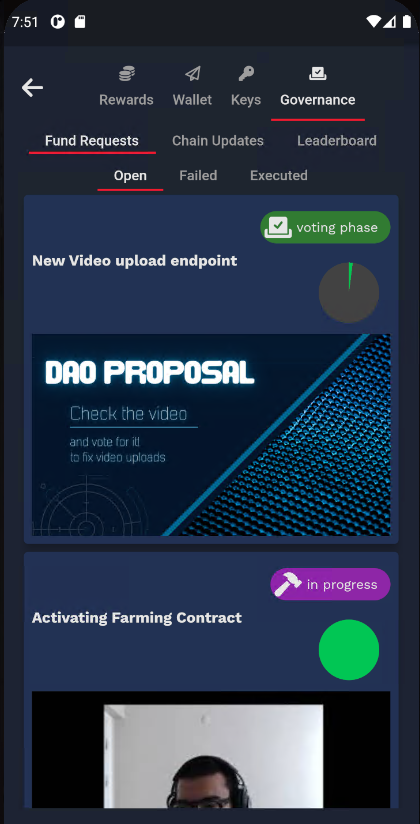 7:51
Rewards Wallet Keys Governance
Fund Requests Chain Updates Leaderboard
Open Failed Executed
voting phase
New Video upload endpoint
DAO PROPOSAL
Check the video
and vote for it!
to fix video uploads
in progress
Activating Farming Contract